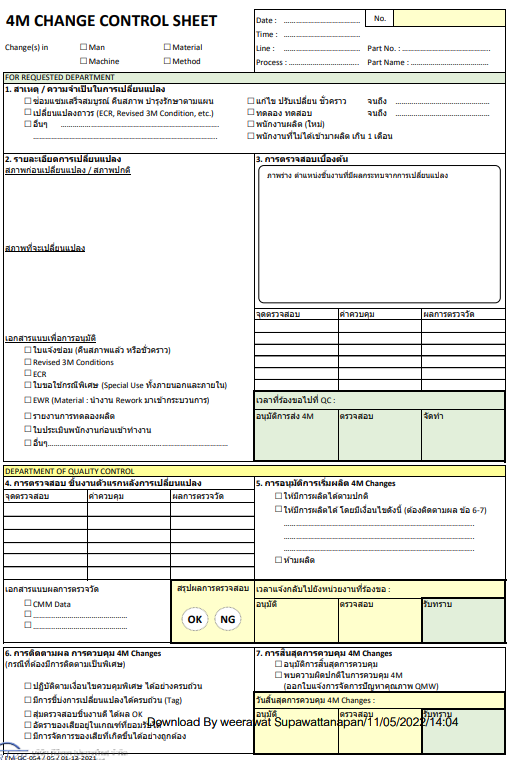 4M CHANGE CONTROL SHEET
Date : ................................
No.
Time : ................................
Change(s) in
Man
Material
Line : ................................
Part No. : ................................
Machine
Method
Process : ................................
Part Name : ................................
FOR REQUESTED DEPARTMENT
1. สาเหตุ / ความจำเป็นในการเปลี่ยนแปลง
ซ่อมแซมเสร็จสมบูรณ์ คืนสภาพ บำรุงรักษาตามแผน
แก้ไข ปรับเปลี่ยน ชั่วคราว
จนถึง ................................
เปลี่ยนแปลงถาวร (ECR, Revised 3M Condition, etc.)
ทดลอง ทดสอบ
จนถึง ................................
อื่นๆ ................................
พนักงานผลิต (ใหม่)
................................
พนักงานที่ไม่ได้เข้ามาผลิต เกิน 1 เดือน
2. รายละเอียดการเปลี่ยนแปลง
3. การตรวจสอบเบื้องต้น
สภาพก่อนเปลี่ยนแปลง / สภาพปกติ
ภาพร่าง ตำแหน่งชิ้นงานที่มีผลกระทบจากการเปลี่ยนแปลง
สภาพที่จะเปลี่ยนแปลง
จุดตรวจสอบ
ค่าควบคุม
ผลการตรวจวัด
เอกสารแนบเพื่อการอนุมัติ
ใบแจ้งซ่อม (คืนสภาพแล้ว หรือชั่วคราว)
Revised 3M Conditions
ECR
ใบขอใช้กรณีพิเศษ (Special Use ทั้งภายนอกและภายใน)
EWR (Material : นำงาน Rework มาเข้ากระบวนการ)
เวลาที่ร้องขอไปที่ QC :
รายงานการทดลองผลิต
อนุมัติการส่ง 4M
ตรวจสอบ
จัดทำ
ใบประเมินพนักงานก่อนเข้าทำงาน
อื่นๆ................................
DEPARTMENT OF QUALITY CONTROL
4. การตรวจสอบ ชิ้นงานตัวแรกหลังการเปลี่ยนแปลง
5. การอนุมัติการเริ่มผลิต 4M Changes
จุดตรวจสอบ
ค่าควบคุม
ผลการตรวจวัด
ให้มีการผลิตได้ตามปกติ
ให้มีการผลิตได้ โดยมีเงื่อนไขดังนี้ (ต้องติดตามผล ข้อ 6-7)
................................
................................
................................
ห้ามผลิต
เอกสารแนบผลการตรวจวัด
สรุปผลการตรวจสอบ
เวลาแจ้งกลับไปยังหน่วยงานที่ร้องขอ :
CMM Data
อนุมัติ
ตรวจสอบ
รับทราบ
................................
OK
NG
................................
6. การติดตามผล การควบคุม 4M Changes
7. การสิ้นสุดการควบคุม 4M Changes
(กรณีที่ต้องมีการติดตามเป็นพิเศษ)
อนุมัติการสิ้นสุดการควบคุม
พบความผิดปกติในการควบคุม 4M
(ออกใบแจ้งการจัดการปัญหาคุณภาพ QMW)
ปฏิบัติตามเงื่อนไขควบคุมพิเศษ ได้อย่างครบถ้วน
มีการชี้บ่งการเปลี่ยนแปลงที่ชิ้นงาน (Tag)
วันสิ้นสุดการควบคุม 4M Changes :
สุ่มตรวจสอบชิ้นงานดี ได้ผล OK
อนุมัติ
ตรวจสอบ
รับทราบ
Download By weerawat Supawattanapan/11/05/2022/14:04
อัตราของเสียอยู่ในเกณฑ์ที่ยอมรับได้
มีการจัดการของเสียที่เกิดขึ้นได้อย่างถูกต้อง
FM-QC-054 / 05 / 01-12-2021